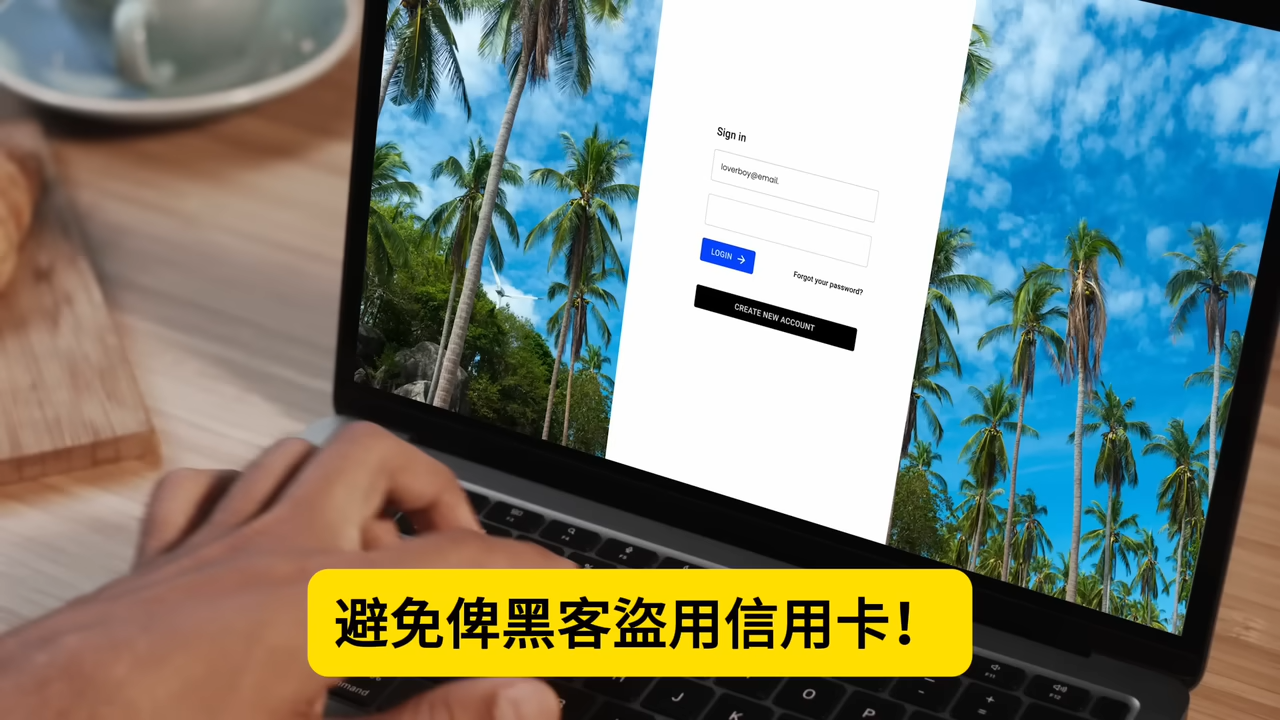 Sign in
loverboy@email.
LOGIN →
Forgot your password?
CREATE NEW ACCOUNT
避免俾黑客盜用信用卡！
command
J
K
O
P